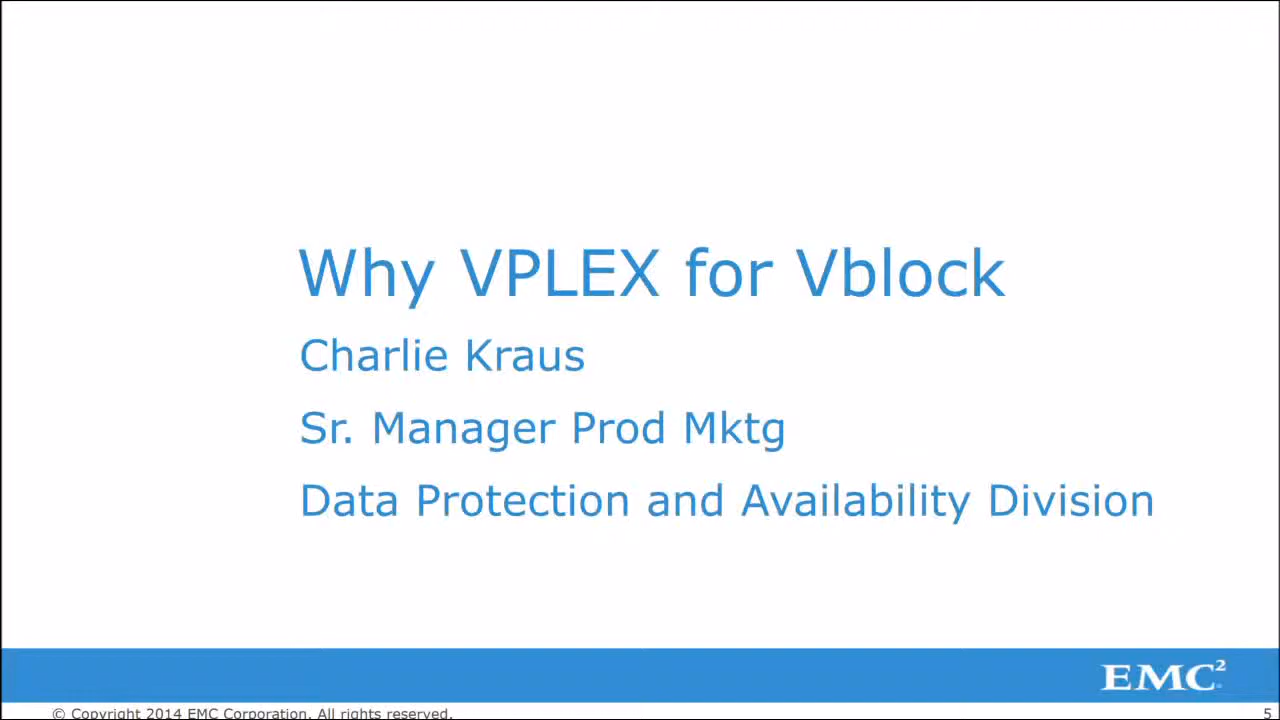 Why VPLEX for Vblock
Charlie Kraus
Sr. Manager Prod Mktg
Data Protection and Availability Division
EMC²
© Copyright 2014 EMC Corporation. All rights reserved.
5